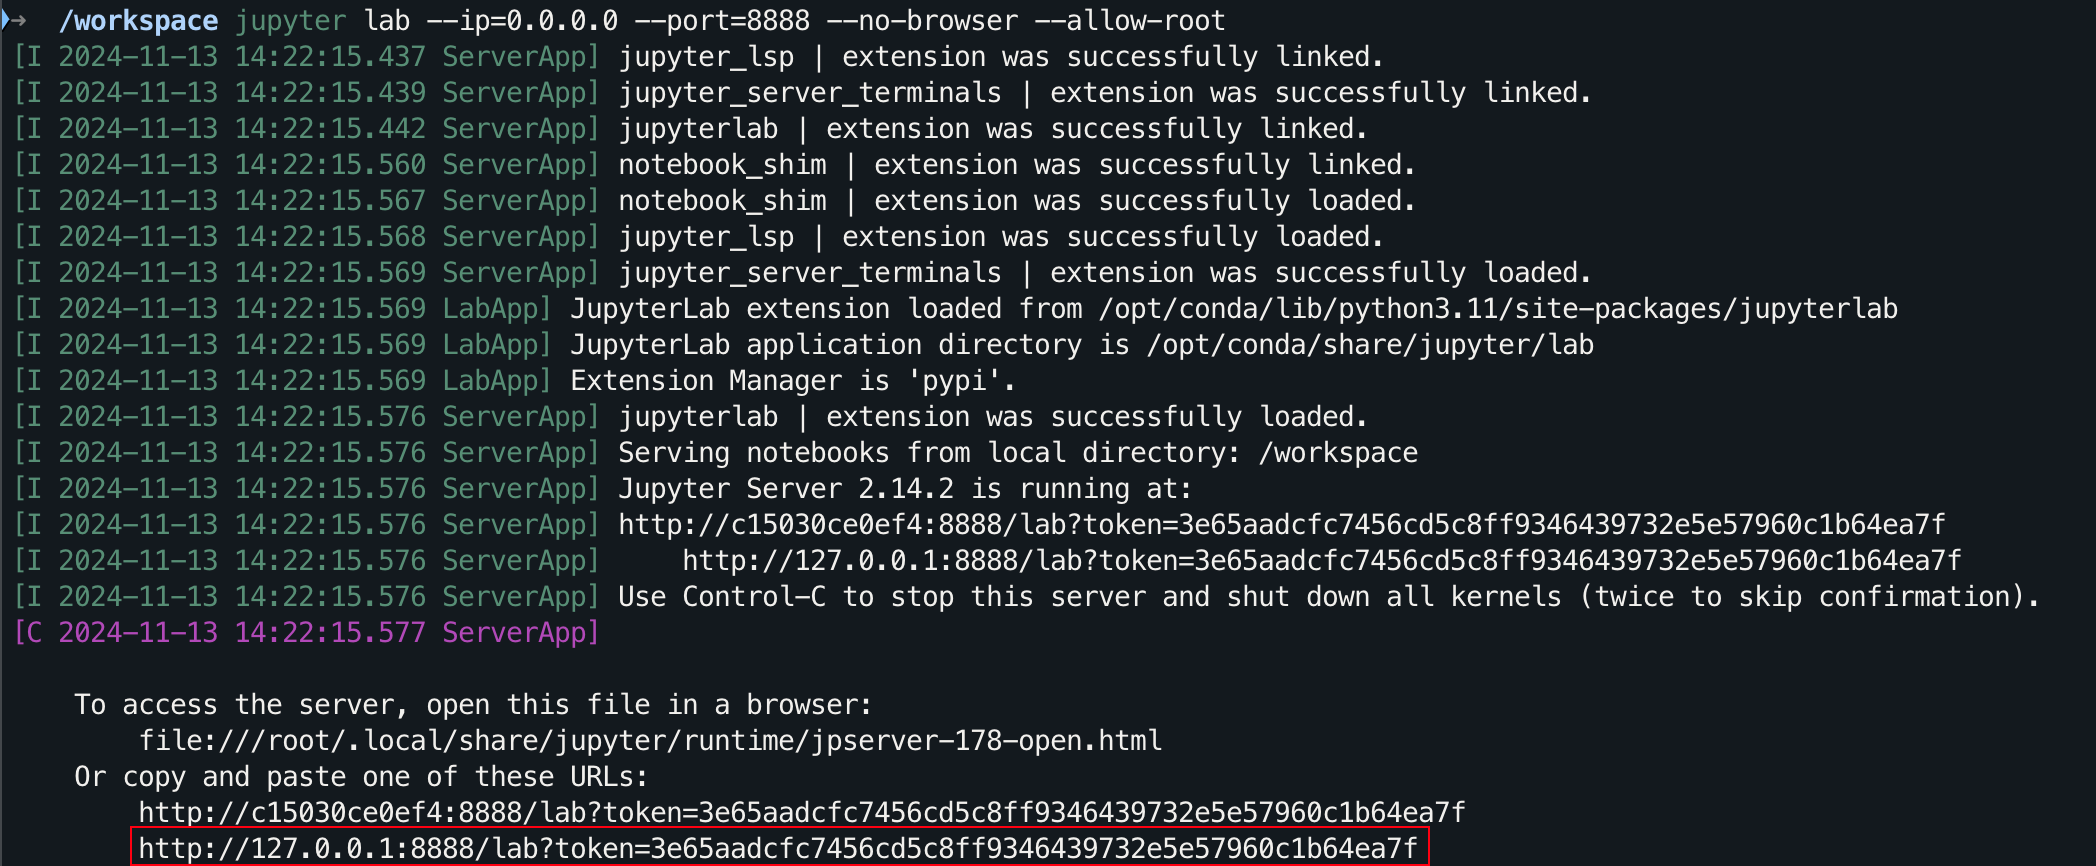 ➜ /workspace jupyter lab --ip=0.0.0.0 --port=8888 --no-browser --allow-root
[I 2024-11-13 14:22:15.437 ServerApp] jupyter_lsp | extension was successfully linked.
[I 2024-11-13 14:22:15.439 ServerApp] jupyter_server_terminals | extension was successfully linked.
[I 2024-11-13 14:22:15.442 ServerApp] jupyterlab | extension was successfully linked.
[I 2024-11-13 14:22:15.560 ServerApp] notebook_shim | extension was successfully linked.
[I 2024-11-13 14:22:15.567 ServerApp] notebook_shim | extension was successfully loaded.
[I 2024-11-13 14:22:15.568 ServerApp] jupyter_lsp | extension was successfully loaded.
[I 2024-11-13 14:22:15.569 ServerApp] jupyter_server_terminals | extension was successfully loaded.
[I 2024-11-13 14:22:15.569 LabApp] JupyterLab extension loaded from /opt/conda/lib/python3.11/site-packages/jupyterlab
[I 2024-11-13 14:22:15.569 LabApp] JupyterLab application directory is /opt/conda/share/jupyter/lab
[I 2024-11-13 14:22:15.569 LabApp] Extension Manager is 'pypi'.
[I 2024-11-13 14:22:15.576 ServerApp] jupyterlab | extension was successfully loaded.
[I 2024-11-13 14:22:15.576 ServerApp] Serving notebooks from local directory: /workspace
[I 2024-11-13 14:22:15.576 ServerApp] Jupyter Server 2.14.2 is running at:
[I 2024-11-13 14:22:15.576 ServerApp] http://c15030ce0ef4:8888/lab?token=3e65aadcfc7456cd5c8ff9346439732e5e57960c1b64ea7f
[I 2024-11-13 14:22:15.576 ServerApp]     http://127.0.0.1:8888/lab?token=3e65aadcfc7456cd5c8ff9346439732e5e57960c1b64ea7f
[I 2024-11-13 14:22:15.576 ServerApp] Use Control-C to stop this server and shut down all kernels (twice to skip confirmation).
[C 2024-11-13 14:22:15.577 ServerApp]
To access the server, open this file in a browser:
file:///root/.local/share/jupyter/runtime/jpserver-178-open.html
Or copy and paste one of these URLs:
http://c15030ce0ef4:8888/lab?token=3e65aadcfc7456cd5c8ff9346439732e5e57960c1b64ea7f
http://127.0.0.1:8888/lab?token=3e65aadcfc7456cd5c8ff9346439732e5e57960c1b64ea7f